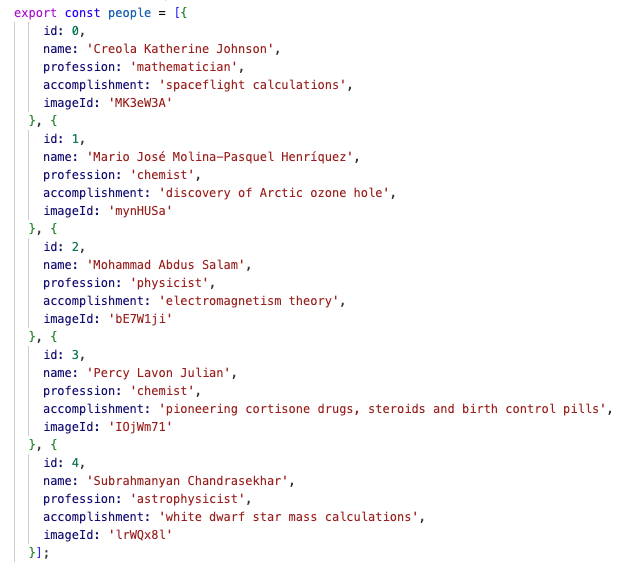 export const people = [{
id: 0,
name: 'Creola Katherine Johnson',
profession: 'mathematician',
accomplishment: 'spaceflight calculations',
imageId: 'MK3eW3A'
}, {
id: 1,
name: 'Mario José Molina-Pasquel Henríquez',
profession: 'chemist',
accomplishment: 'discovery of Arctic ozone hole',
imageId: 'mynHUSa'
}, {
id: 2,
name: 'Mohammad Abdus Salam',
profession: 'physicist',
accomplishment: 'electromagnetism theory',
imageId: 'bE7W1ji'
}, {
id: 3,
name: 'Percy Lavon Julian',
profession: 'chemist',
accomplishment: 'pioneering cortisone drugs, steroids and birth control pills',
imageId: 'IOjWm71'
}, {
id: 4,
name: 'Subrahmanyan Chandrasekhar',
profession: 'astrophysicist',
accomplishment: 'white dwarf star mass calculations',
imageId: 'lrWQx8l'
}];